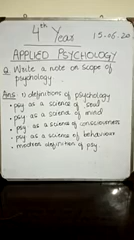 4th Year 15.06.20
APPLIED PSYCHOLOGY
Q. Write a note on scope of
psychology.
Ans: 1) definitions of psychology
• psy as a science of 'soul'
• psy as a science of mind
• psy as a science of consciousness
• psy as a science of behaviour
• modern definition of psy